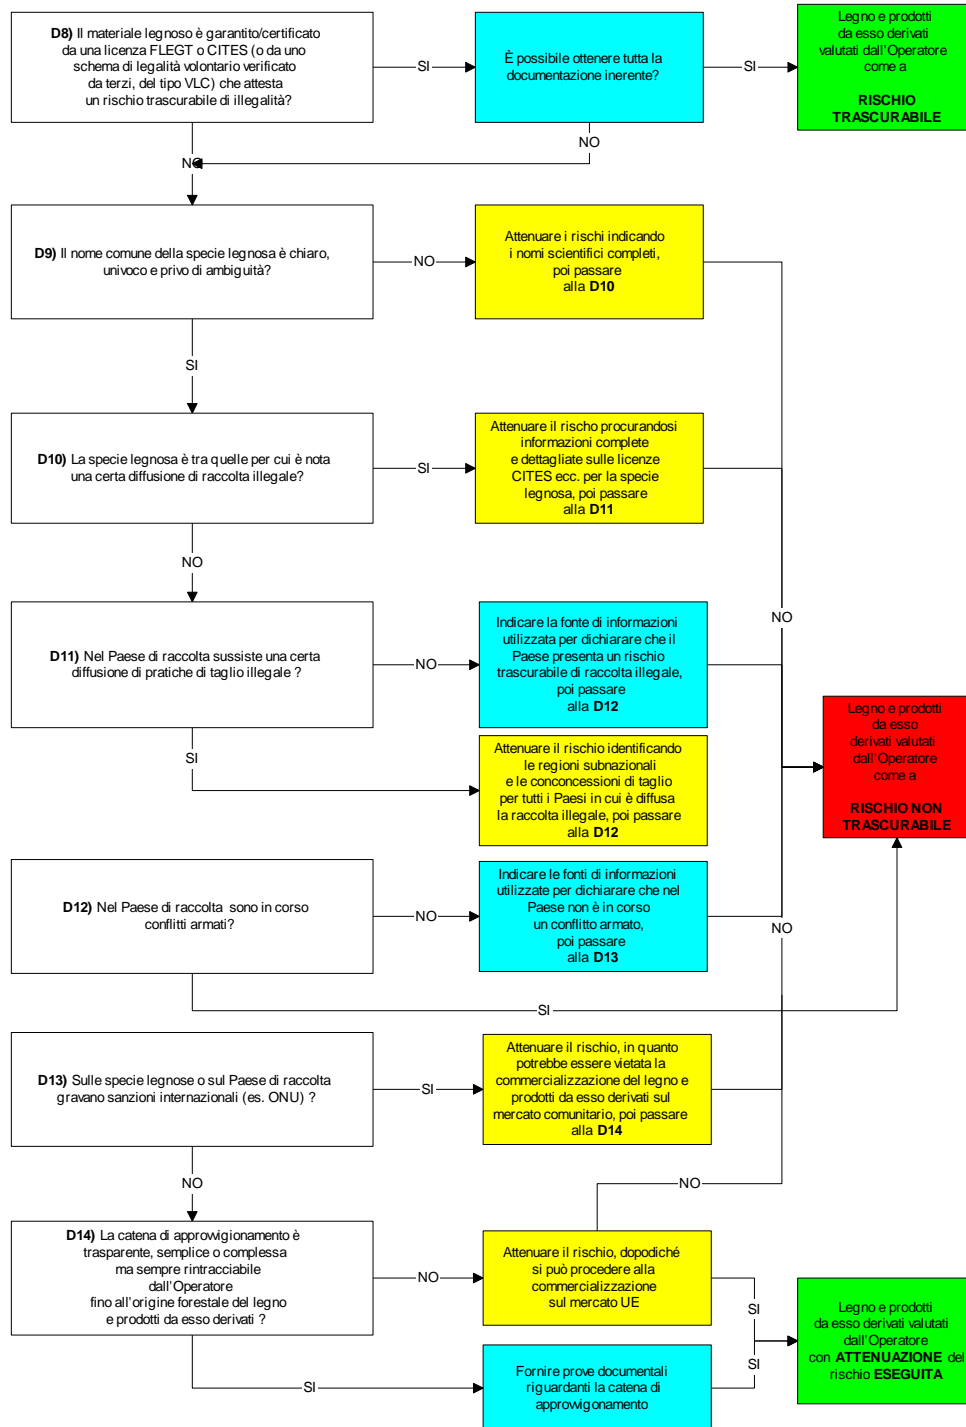 D8) Il materiale legnoso è garantito/certificato
da una licenza FLEGT o CITES (o da uno
schema di legalità volontario verificato
da terzi, del tipo VLC) che attesta
un rischio trascurabile di illegalità?
SI
È possibile ottenere tutta la
documentazione inerente?
SI
Legno e prodotti
da esso derivati
valutati dall'Operatore
come a
RISCHIO
TRASCURABILE
NO
NO
D9) Il nome comune della specie legnosa è chiaro,
univoco e privo di ambiguità?
NO
Attenuare i rischi indicando
i nomi scientifici completi,
poi passare
alla D10
SI
D10) La specie legnosa è tra quelle per cui è nota
una certa diffusione di raccolta illegale?
SI
Attenuare il rischo procurandosi
informazioni complete
e dettagliate sulle licenze
CITES ecc. per la specie
legnosa, poi passare
alla D11
NO
NO
D11) Nel Paese di raccolta sussiste una certa
diffusione di pratiche di taglio illegale ?
NO
Indicare la fonte di informazioni
utilizzata per dichiarare che il
Paese presenta un rischio
trascurabile di raccolta illegale,
poi passare
alla D12
SI
Attenuare il rischio identificando
le regioni subnazionali
e le conconcessioni di taglio
per tutti i Paesi in cui è diffusa
la raccolta illegale, poi passare
alla D12
Legno e prodotti
da esso
derivati valutati
dall'Operatore
come a
RISCHIO NON
TRASCURABILE
D12) Nel Paese di raccolta sono in corso
conflitti armati?
NO
Indicare le fonti di informazioni
utilizzate per dichiarare che nel
Paese non è in corso
un conflitto armato,
poi passare
alla D13
NO
SI
D13) Sulle specie legnose o sul Paese di raccolta
gravano sanzioni internazionali (es. ONU) ?
SI
Attenuare il rischio, in quanto
potrebbe essere vietata la
commercializzazione del legno e
prodotti da esso derivati sul
mercato comunitario, poi passare
alla D14
NO
NO
D14) La catena di approvvigionamento è
trasparente, semplice o complessa
ma sempre rintracciabile
dall'Operatore
fino all'origine forestale del legno
e prodotti da esso derivati ?
NO
Attenuare il rischio, dopodiché
si può procedere alla
commercializzazione
sul mercato UE
SI
SI
Legno e prodotti
da esso derivati valutati
dall'Operatore
con ATTENUAZIONE del
rischio ESEGUITA
SI
Fornire prove documentali
riguardanti la catena di
approvvigonamento